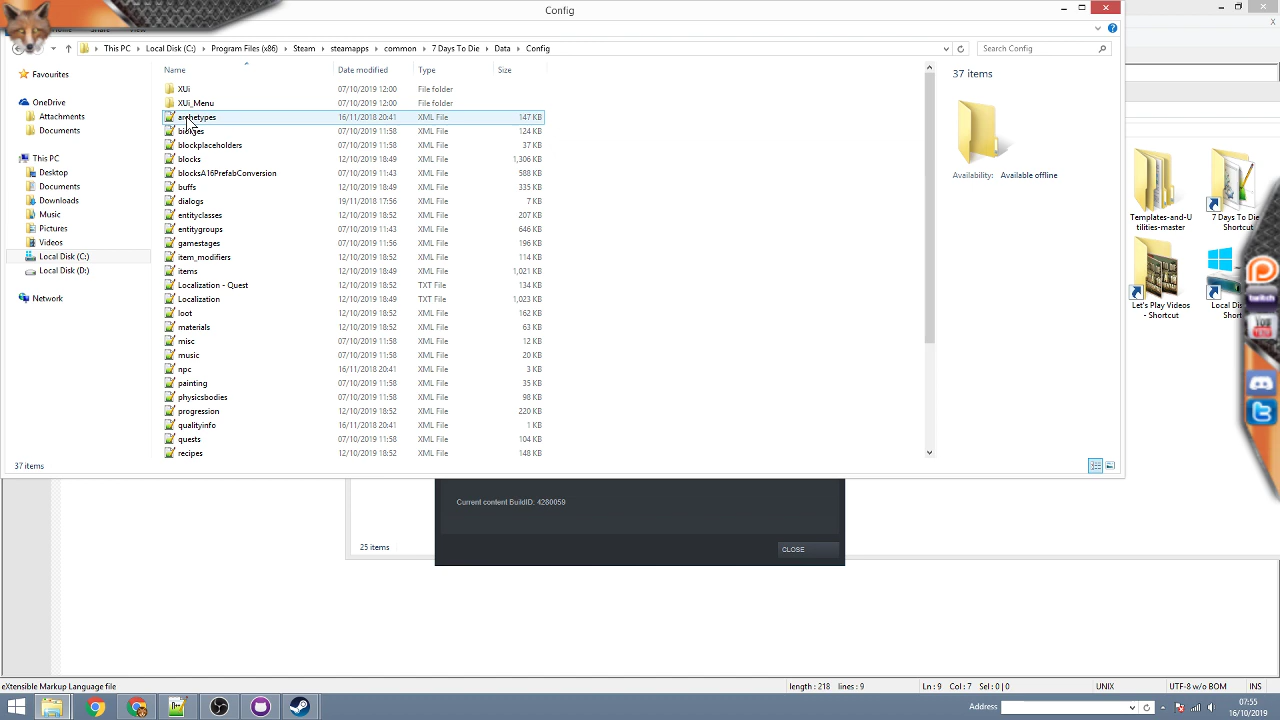 Config
Home Share View
This PC Local Disk (C:) Program Files (x86) Steam steamapps common 7 Days To Die Data Config
Search Config
Favourites
OneDrive
Attachments
Documents
This PC
Desktop
Documents
Downloads
Music
Pictures
Videos
Local Disk (C:)
Local Disk (D:)
Network
Name Date modified Type Size
XUi 07/10/2019 12:00 File folder
XUi_Menu 07/10/2019 12:00 File folder
archetypes 16/11/2018 20:41 XML File 147 KB
biomes 07/10/2019 11:58 XML File 124 KB
blockplaceholders 07/10/2019 11:58 XML File 37 KB
blocks 12/10/2019 18:49 XML File 1,306 KB
blocksA16PrefabConversion 07/10/2019 11:43 XML File 588 KB
buffs 12/10/2019 18:49 XML File 335 KB
dialogs 19/11/2018 17:56 XML File 7 KB
entityclasses 12/10/2019 18:52 XML File 207 KB
entitygroups 07/10/2019 11:43 XML File 646 KB
gamestages 07/10/2019 11:56 XML File 196 KB
item_modifiers 12/10/2019 18:52 XML File 114 KB
items 12/10/2019 18:49 XML File 1,021 KB
Localization - Quest 12/10/2019 18:52 TXT File 134 KB
Localization 12/10/2019 18:49 TXT File 1,023 KB
loot 12/10/2019 18:52 XML File 162 KB
materials 12/10/2019 18:52 XML File 63 KB
misc 07/10/2019 11:58 XML File 12 KB
music 07/10/2019 11:58 XML File 20 KB
npc 16/11/2018 20:41 XML File 3 KB
painting 07/10/2019 11:58 XML File 35 KB
physicsbodies 07/10/2019 11:58 XML File 98 KB
progression 12/10/2019 18:52 XML File 220 KB
qualityinfo 16/11/2018 20:41 XML File 1 KB
quests 07/10/2019 11:58 XML File 104 KB
recipes 12/10/2019 18:52 XML File 148 KB
37 items
Availability: Available offline
37 items
Templates-and-U
tilities-master
7 Days To Die
Shortcut
Let's Play Videos
- Shortcut
Local Dis
Shor
twitch
You
Current content BuildID: 4280059
CLOSE
25 items
eXtensible Markup Language file length : 218 lines : 9 Ln : 9 Col : 7 Sel : 0 | 0 UNIX UTF-8 w/o BOM INS
Address
07:55
16/10/2019